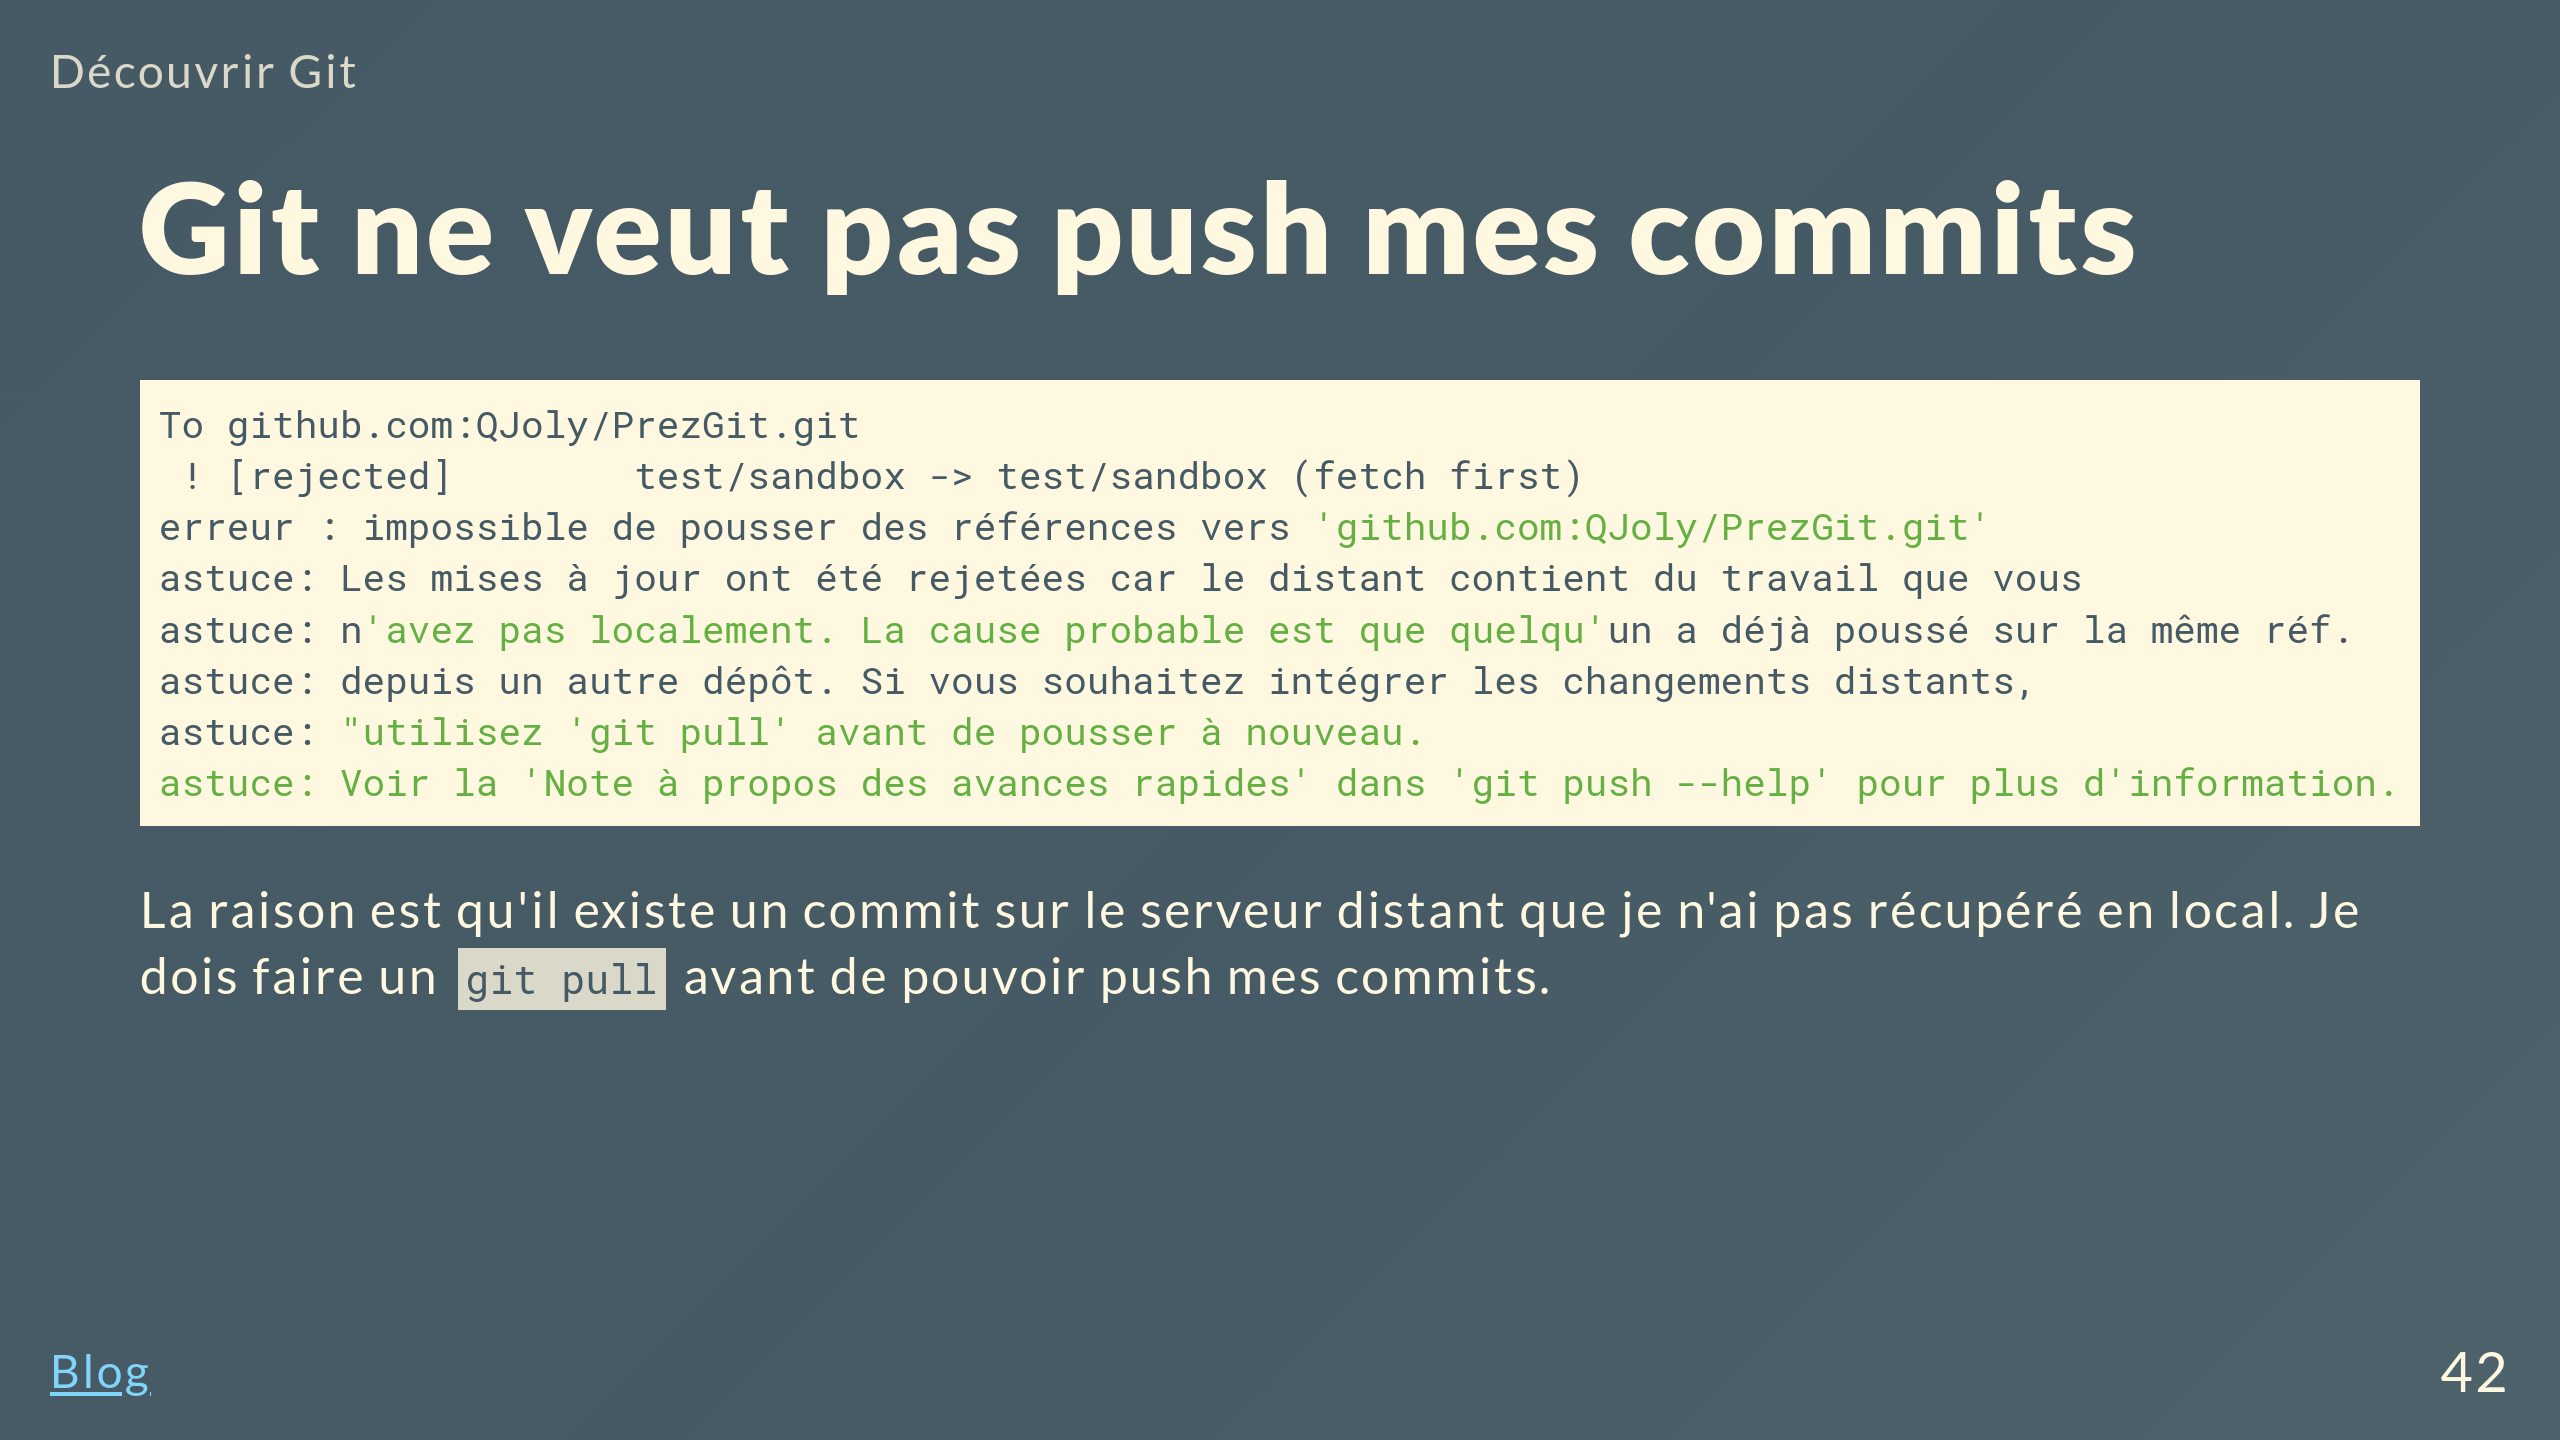 Découvrir Git
Git ne veut pas push mes commits
To github.com:QJoly/PrezGit.git
 ! [rejected]        test/sandbox -> test/sandbox (fetch first)
erreur : impossible de pousser des références vers 'github.com:QJoly/PrezGit.git'
astuce: Les mises à jour ont été rejetées car le distant contient du travail que vous
astuce: n'avez pas localement. La cause probable est que quelqu'un a déjà poussé sur la même réf.
astuce: depuis un autre dépôt. Si vous souhaitez intégrer les changements distants,
astuce: "utilisez 'git pull' avant de pousser à nouveau.
astuce: Voir la 'Note à propos des avances rapides' dans 'git push --help' pour plus d'information.
La raison est qu'il existe un commit sur le serveur distant que je n'ai pas récupéré en local. Je
dois faire un git pull avant de pouvoir push mes commits.
Blog
42